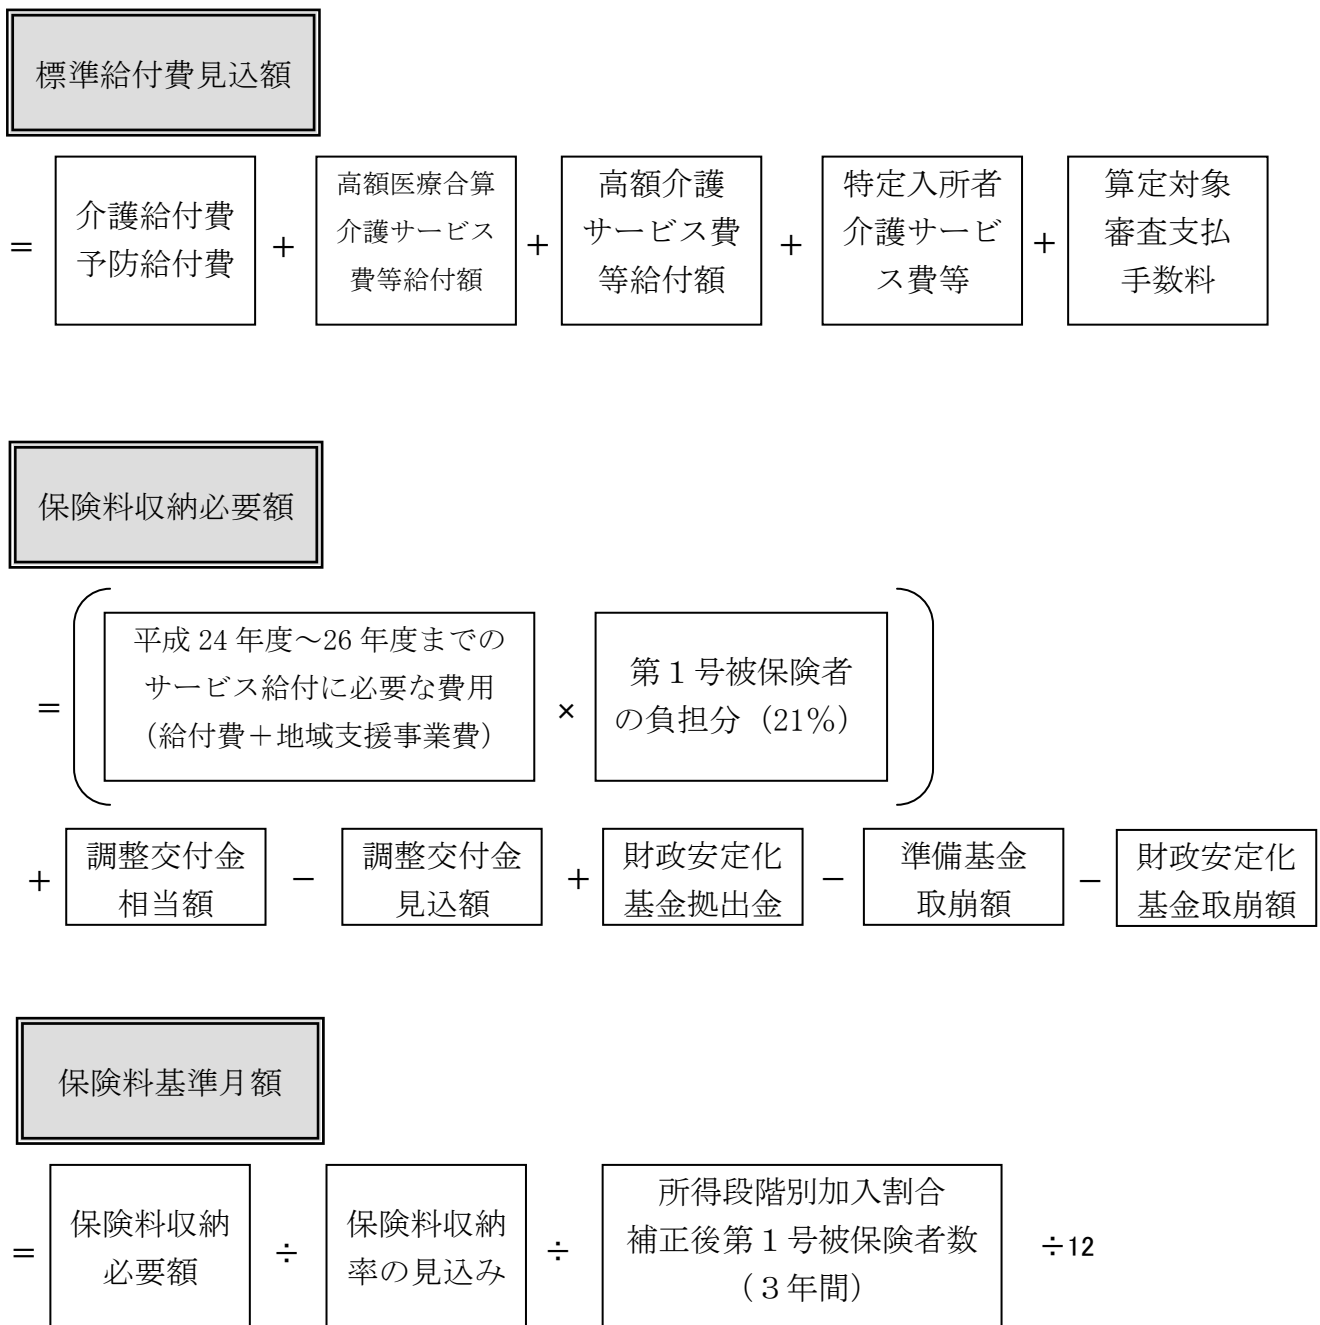 標準給付費見込額
＝
介護給付費
予防給付費
＋
高額医療合算
介護サービス
費等給付額
＋
高額介護
サービス費
等給付額
＋
特定入所者
介護サービ
ス費等
＋
算定対象
審査支払
手数料
保険料収納必要額
＝
平成 24 年度～26 年度までの
サービス給付に必要な費用
（給付費＋地域支援事業費）
×
第１号被保険者
の負担分（21％）
＋
調整交付金
相当額
－
調整交付金
見込額
＋
財政安定化
基金拠出金
－
準備基金
取崩額
－
財政安定化
基金取崩額
保険料基準月額
＝
保険料収納
必要額
÷
保険料収納
率の見込み
÷
所得段階別加入割合
補正後第１号被保険者数
（３年間）
÷12